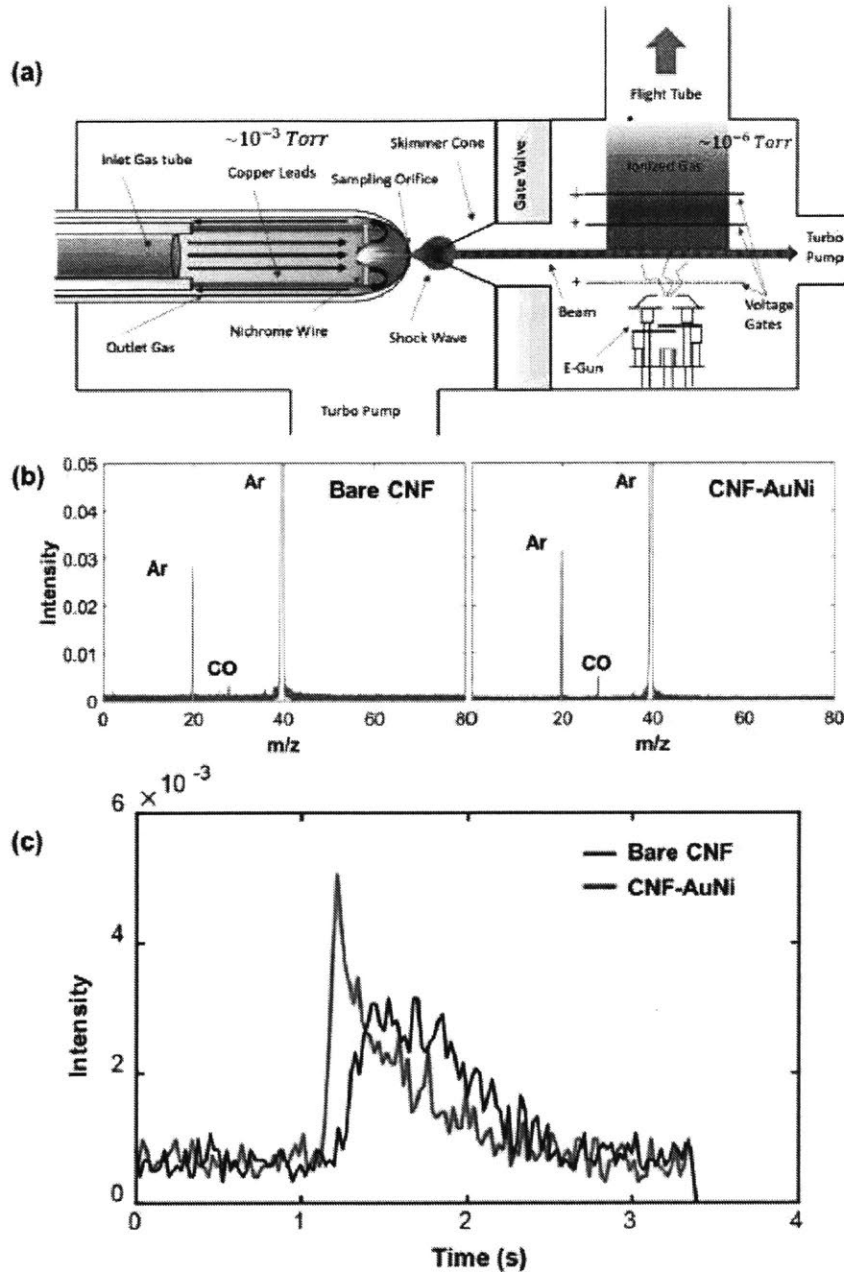 (a)
Flight Tube
~10⁻³ Torr
Skimmer Cone
~10⁻⁶ Torr
Inlet Gas tube
Copper Leads
Sampling Orifice
Gate Valve
Ionized Gas
+
+
Turbo
Pump
+
Outlet Gas
Nichrome Wire
Shock Wave
Beam
Voltage
Gates
E-Gun
Turbo Pump
(b)
0.05
0.04
0.03
0.02
0.01
0
Intensity
Ar
Bare CNF
Ar
CO
0 20 40 60 80
m/z
Ar
CNF-AuNi
Ar
CO
0 20 40 60 80
m/z
(c)
× 10⁻³
6
4
2
0
Intensity
Bare CNF
CNF-AuNi
0 1 2 3 4
Time (s)